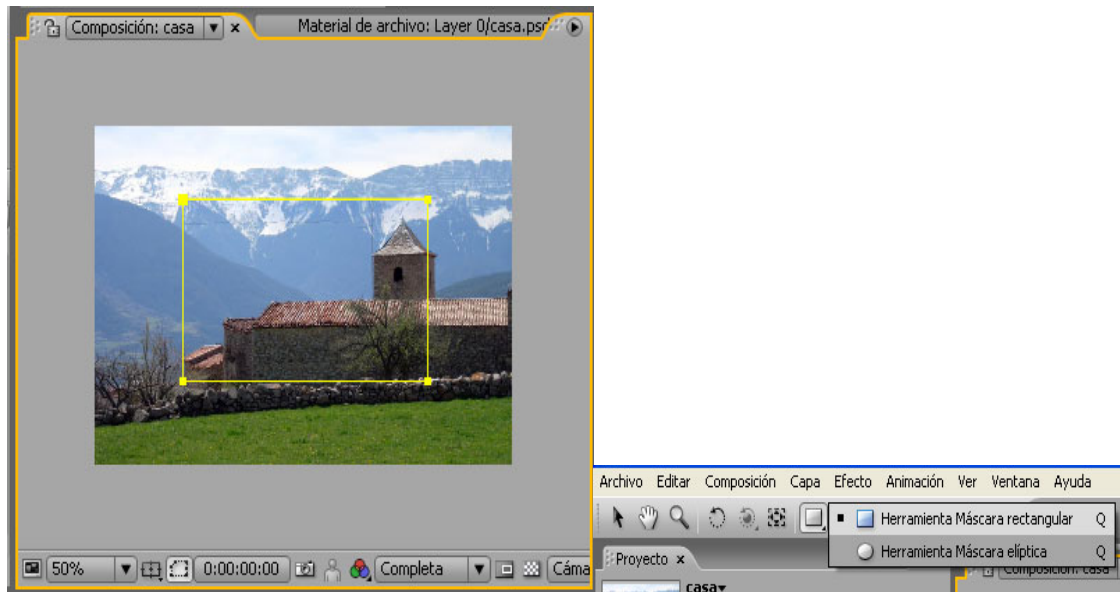 Composición: casa
Material de archivo: Layer 0/casa.psd
50%
0:00:00:00
Completa
Cáma
Archivo Editar Composición Capa Efecto Animación Ver Ventana Ayuda
Herramienta Máscara rectangular Q
Herramienta Máscara elíptica Q
Proyecto
Composición: casa
casa